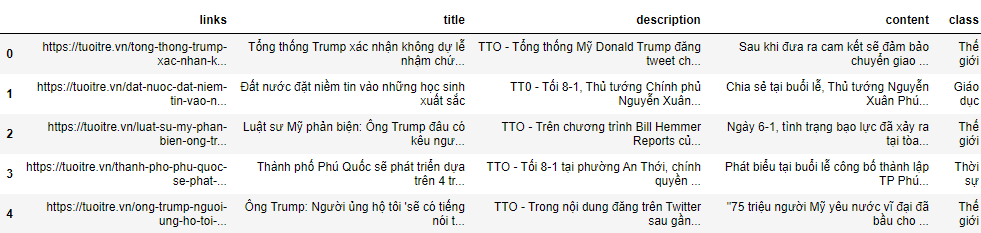 links title description content class
0 https://tuoitre.vn/tong-thong-trump-xac-nhan-k... Tổng thống Trump xác nhận không dự lễ nhậm chứ... TTO - Tổng thống Mỹ Donald Trump đăng tweet ch... Sau khi đưa ra cam kết sẽ đảm bảo chuyển giao ... Thế giới
1 https://tuoitre.vn/dat-nuoc-dat-niem-tin-vao-n... Đất nước đặt niềm tin vào những học sinh xuất sắc TT0 - Tối 8-1, Thủ tướng Chính phủ Nguyễn Xuân... Chia sẻ tại buổi lễ, Thủ tướng Nguyễn Xuân Phú... Giáo dục
2 https://tuoitre.vn/luat-su-my-phan-bien-ong-tr... Luật sư Mỹ phản biện: Ông Trump đâu có kêu ngư... TTO - Trên chương trình Bill Hemmer Reports củ... Ngày 6-1, tình trạng bạo lực đã xảy ra tại tòa... Thế giới
3 https://tuoitre.vn/thanh-pho-phu-quoc-se-phat-... Thành phố Phú Quốc sẽ phát triển dựa trên 4 tr... TTO - Tối 8-1 tại phường An Thới, chính quyền ... Phát biểu tại buổi lễ công bố thành lập TP Phú... Thời sự
4 https://tuoitre.vn/ong-trump-nguoi-ung-ho-toi-... Ông Trump: Người ủng hộ tôi 'sẽ có tiếng nói t... TTO - Trong nội dung đăng trên Twitter sau gần... "75 triệu người Mỹ yêu nước vĩ đại đã bầu cho ... Thế giới